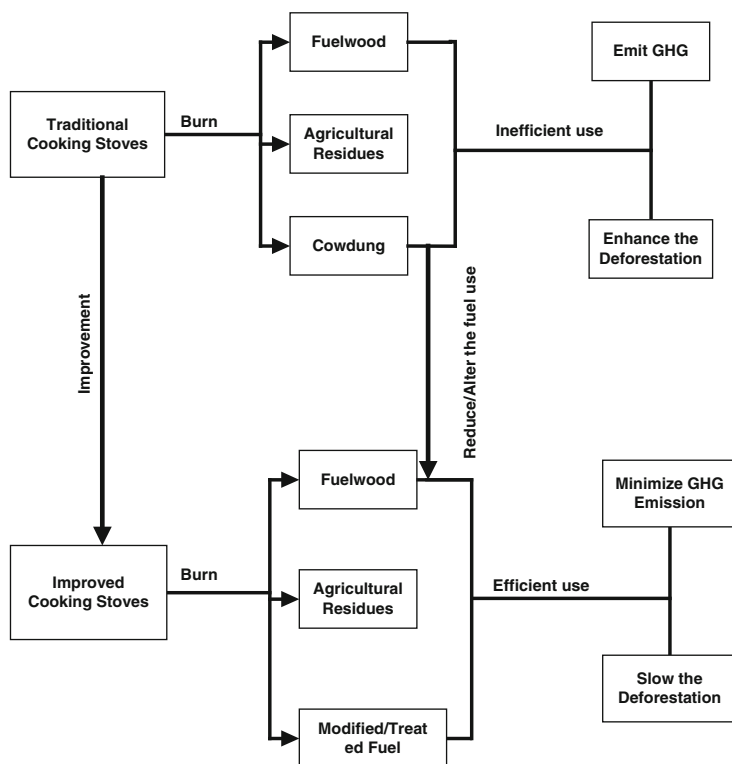 Fuelwood
Emit GHG
Traditional
Cooking Stoves
Burn
Agricultural
Residues
Inefficient use
Cowdung
Enhance the
Deforestation
Improvement
Reduce/Alter the fuel use
Fuelwood
Minimize GHG
Emission
Improved
Cooking Stoves
Burn
Agricultural
Residues
Efficient use
Slow the
Deforestation
Modified/Treat
ed Fuel